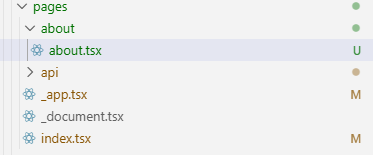 pages
about
about.tsx U
api
_app.tsx M
_document.tsx
index.tsx M